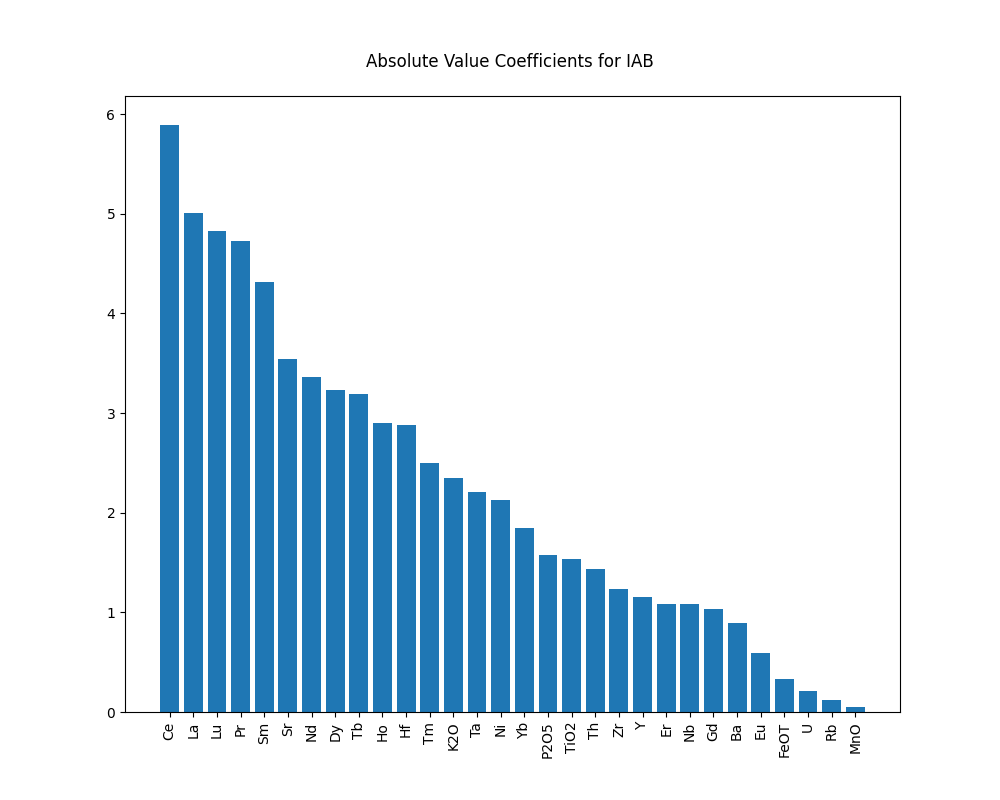 Absolute Value Coefficients for IAB
6
5
4
3
2
1
0
Ce
La
Lu
Pr
Sm
Sr
Nd
Dy
Tb
Ho
Hf
Tm
K2O
Ta
Ni
Yb
P2O5
TiO2
Th
Zr
Y
Er
Nb
Gd
Ba
Eu
FeOT
U
Rb
MnO